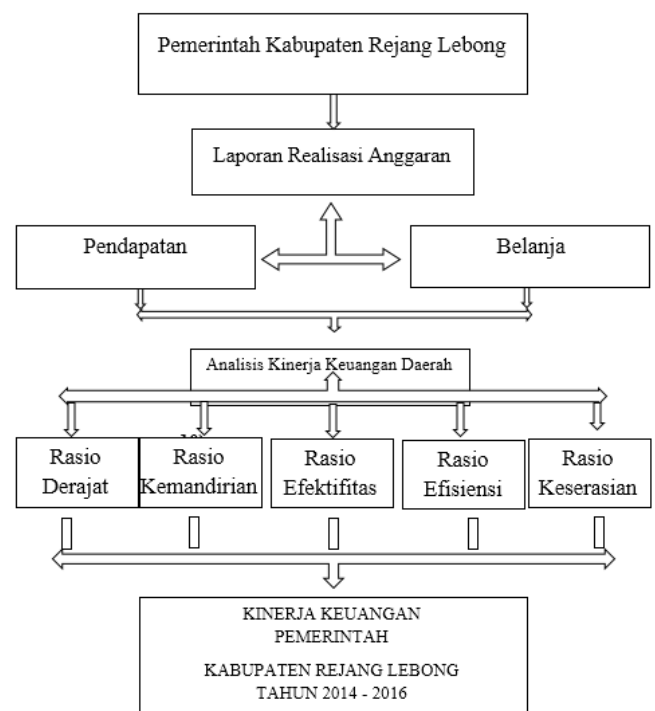 Pemerintah Kabupaten Rejang Lebong
Laporan Realisasi Anggaran
Pendapatan
Belanja
Analisis Kinerja Keuangan Daerah
Rasio
Derajat
Rasio
Kemandirian
Rasio
Efektifitas
Rasio
Efisiensi
Rasio
Keserasian
KINERJA KEUANGAN
PEMERINTAH
KABUPATEN REJANG LEBONG
TAHUN 2014 - 2016